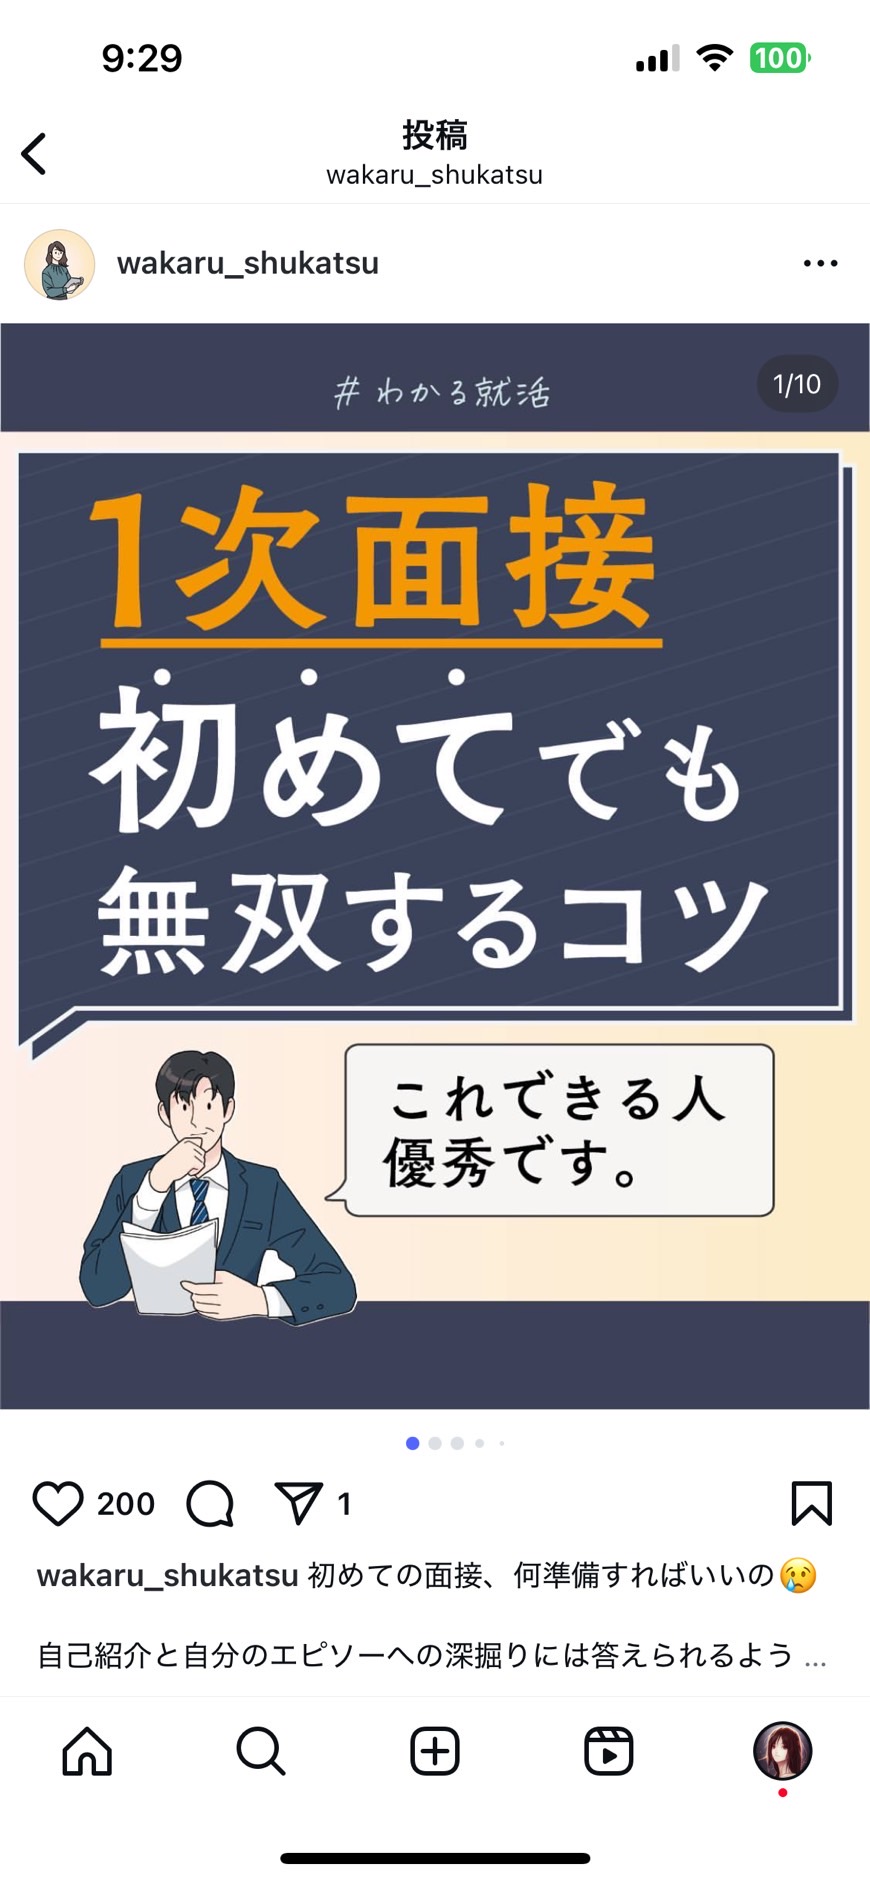 9:29
100
投稿
wakaru_shukatsu
wakaru_shukatsu
# わかる就活
1/10
1次面接
初めてでも
無双するコツ
これできる人
優秀です。
200
1
wakaru_shukatsu 初めての面接、何準備すればいいの😢
自己紹介と自分のエピソーへの深掘りには答えられるよう ...